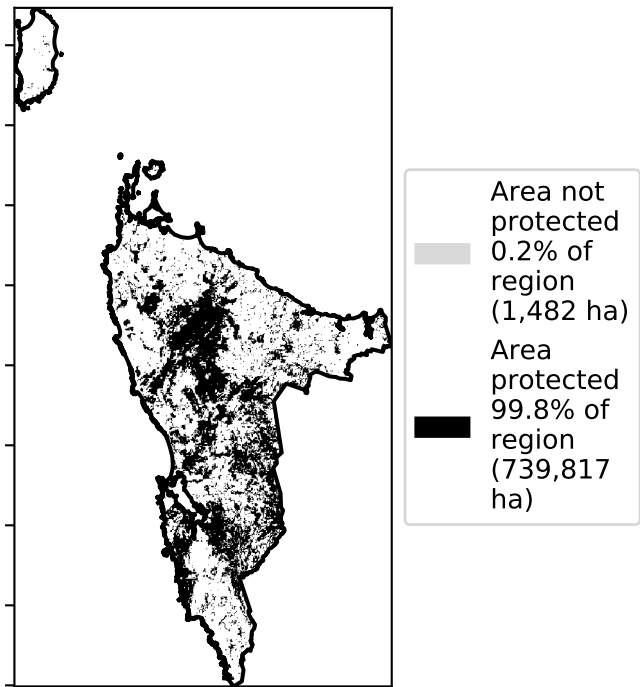 Area not
protected
0.2% of
region
(1,482 ha)
Area
protected
99.8% of
region
(739,817
ha)